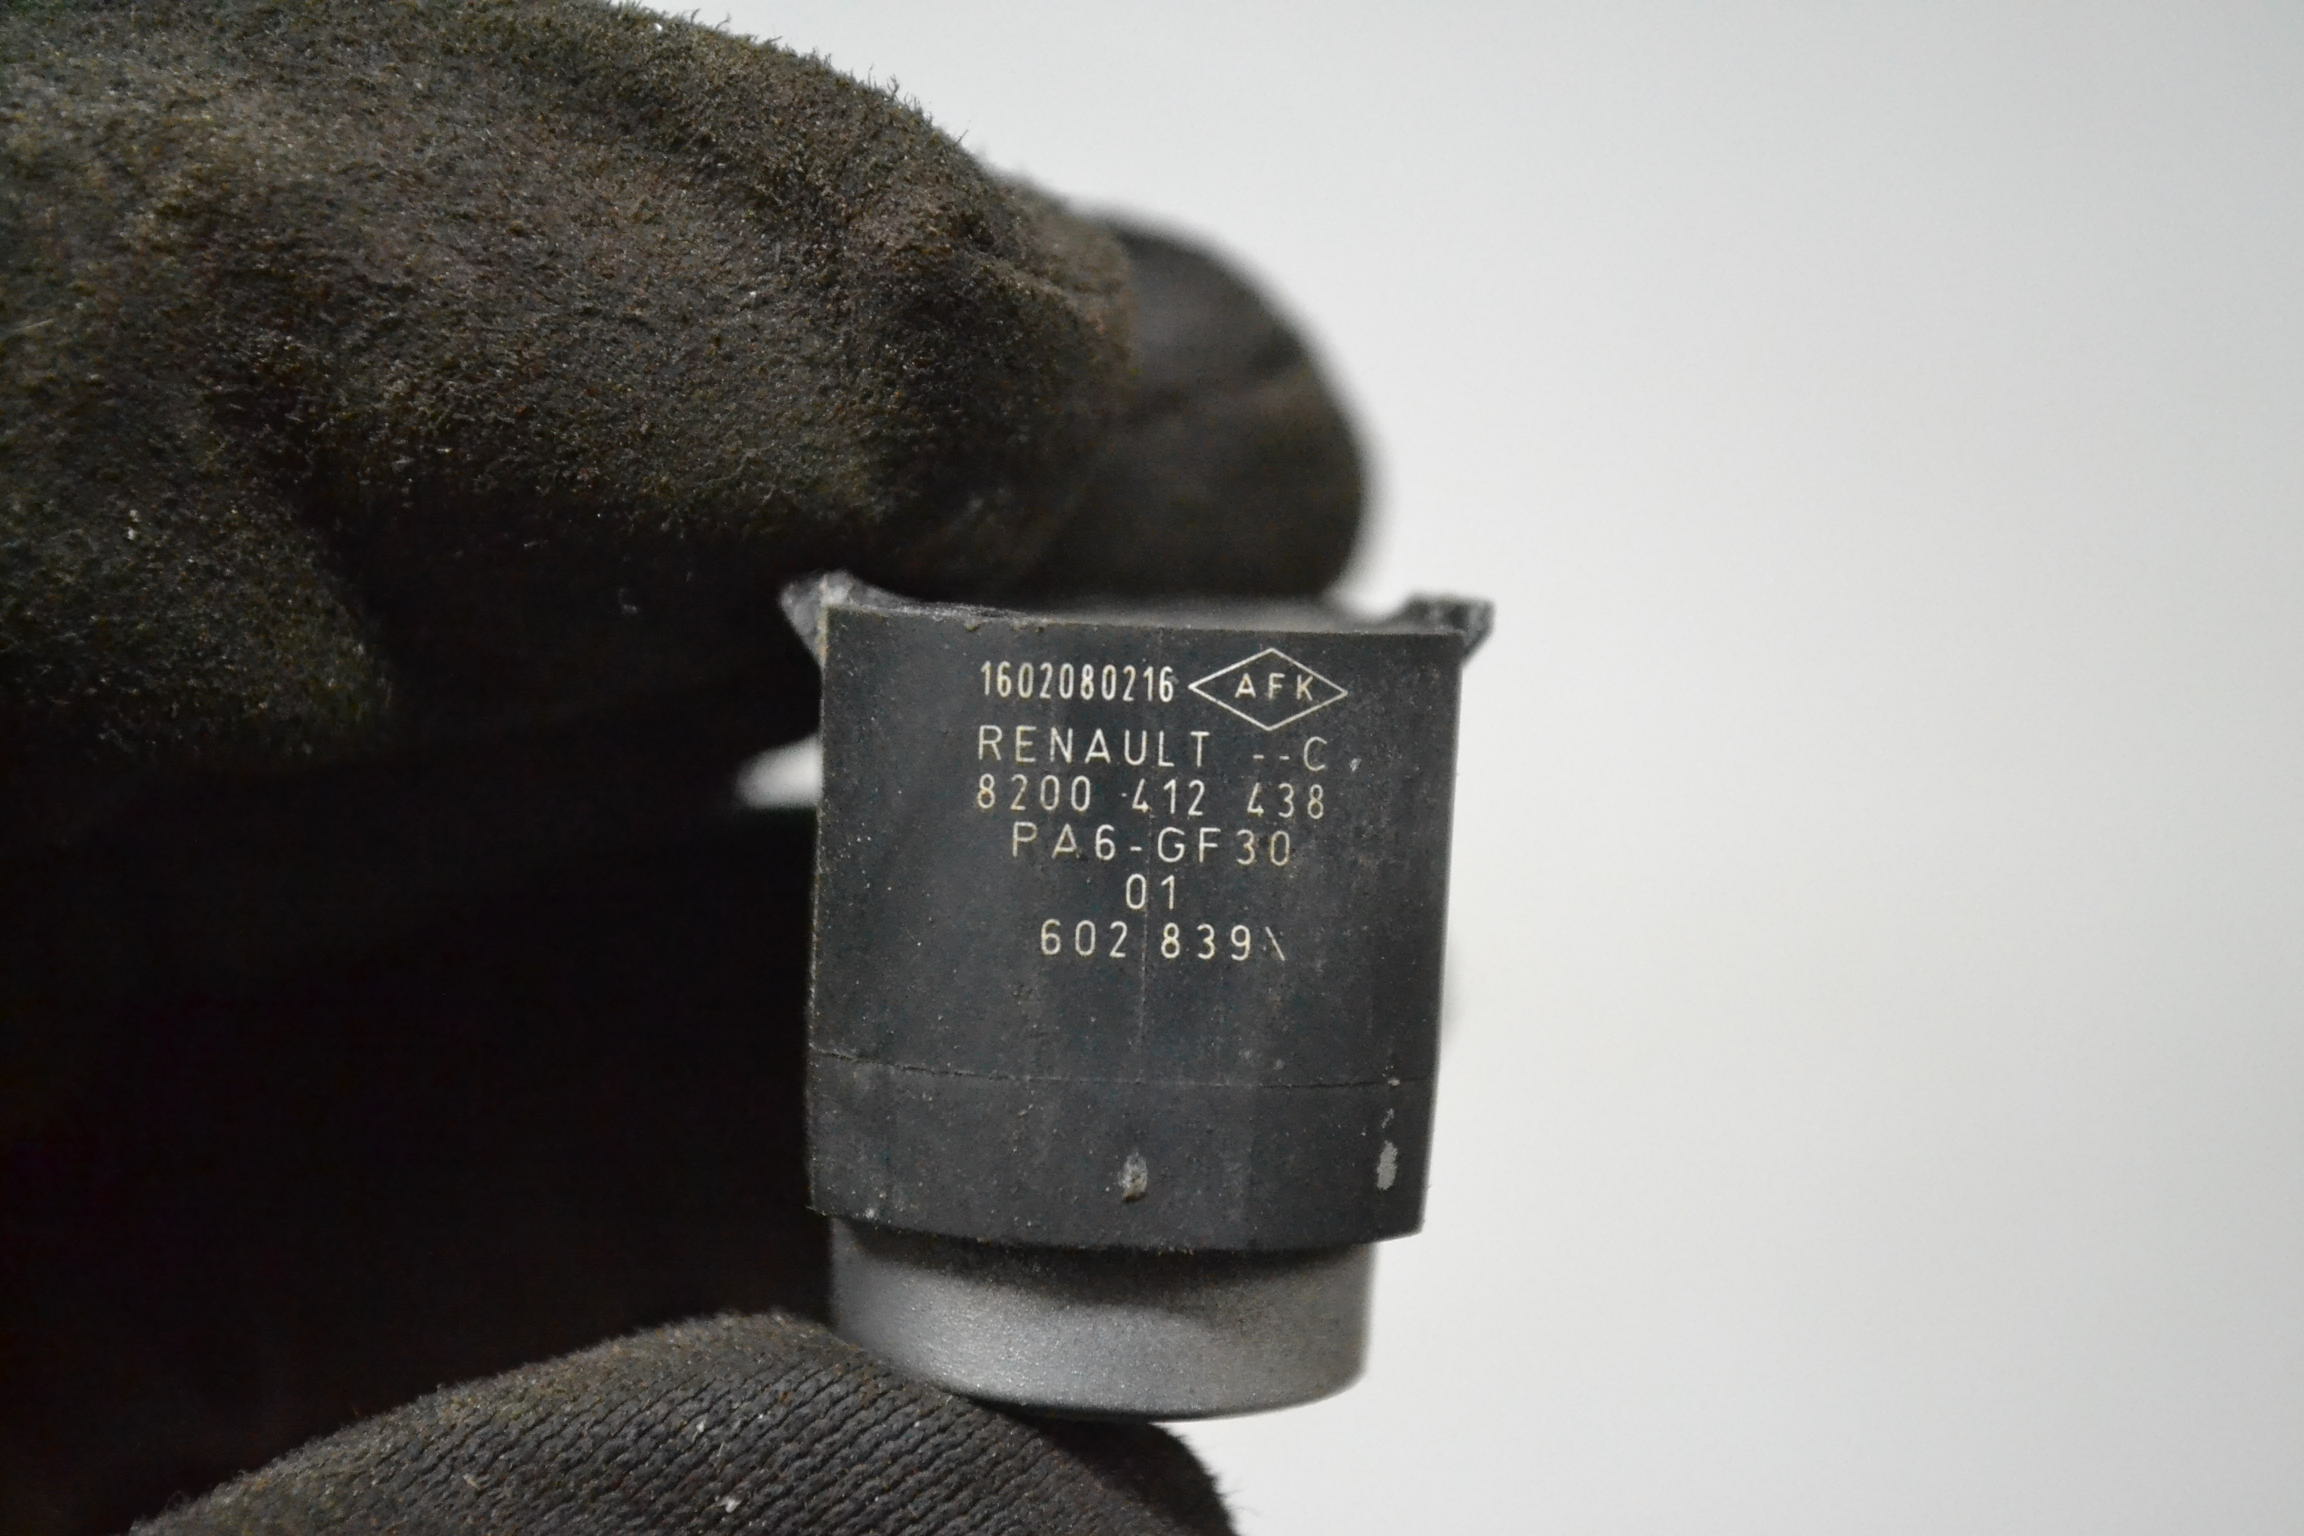 1602080216 AFK
RENAULT --C
8200 412 438
PA6-GF30
01
602 839\